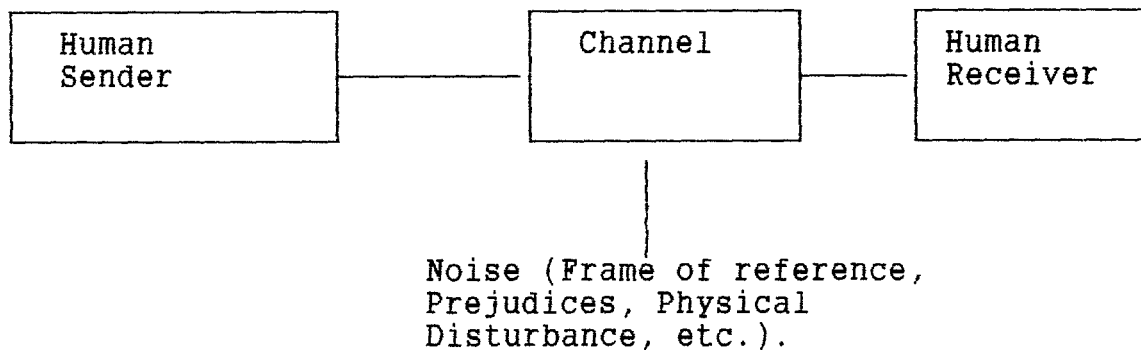 Human
Sender
Channel
Human
Receiver
Noise (Frame of reference,
Prejudices, Physical
Disturbance, etc.).